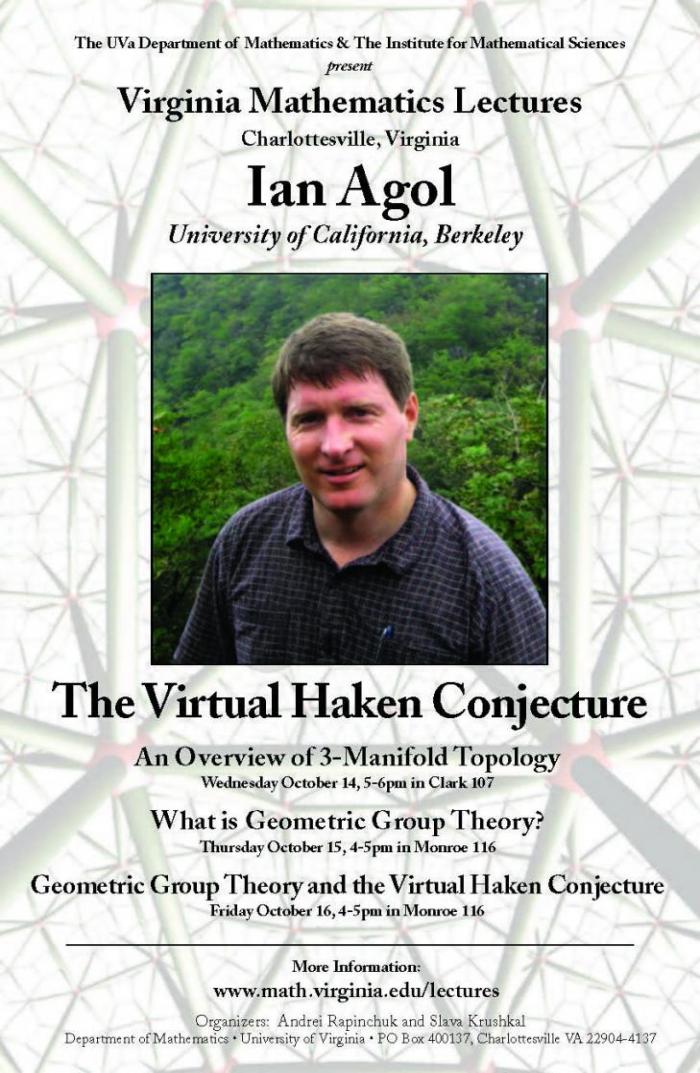 The UVa Department of Mathematics & The Institute for Mathematical Sciences
present
Virginia Mathematics Lectures
Charlottesville, Virginia
Ian Agol
University of California, Berkeley
The Virtual Haken Conjecture
An Overview of 3-Manifold Topology
Wednesday October 14, 5-6pm in Clark 107
What is Geometric Group Theory?
Thursday October 15, 4-5pm in Monroe 116
Geometric Group Theory and the Virtual Haken Conjecture
Friday October 16, 4-5pm in Monroe 116
More Information:
www.math.virginia.edu/lectures
Organizers: Andrei Rapinchuk and Slava Krushkal
Department of Mathematics • University of Virginia • PO Box 400137, Charlottesville VA 22904-4137